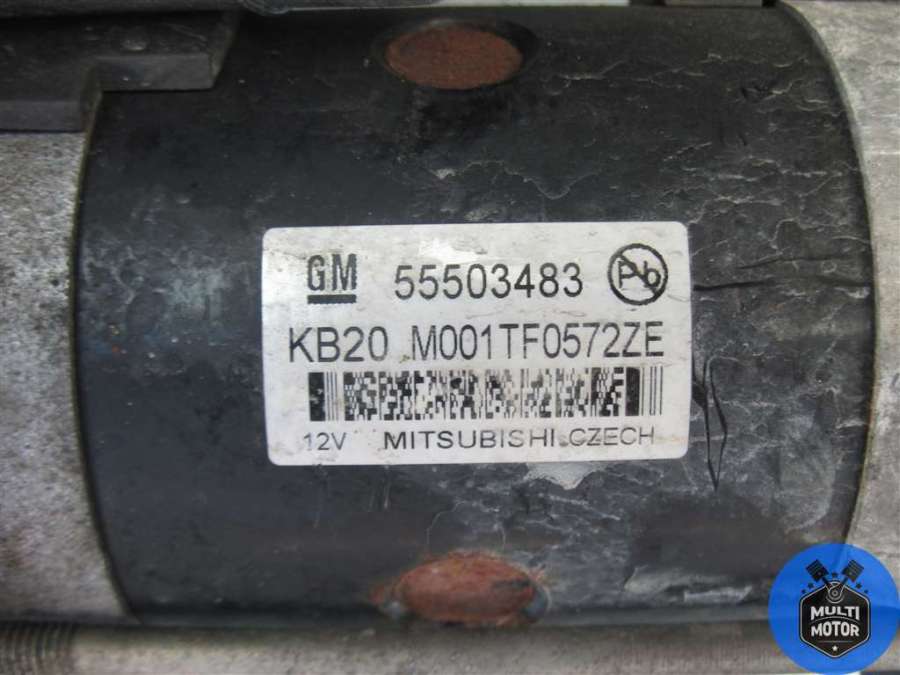 GM 55503483 Pb
KB20 M001TF0572ZE
12V MITSUBISHI CZECH
MULTI
MOTOR